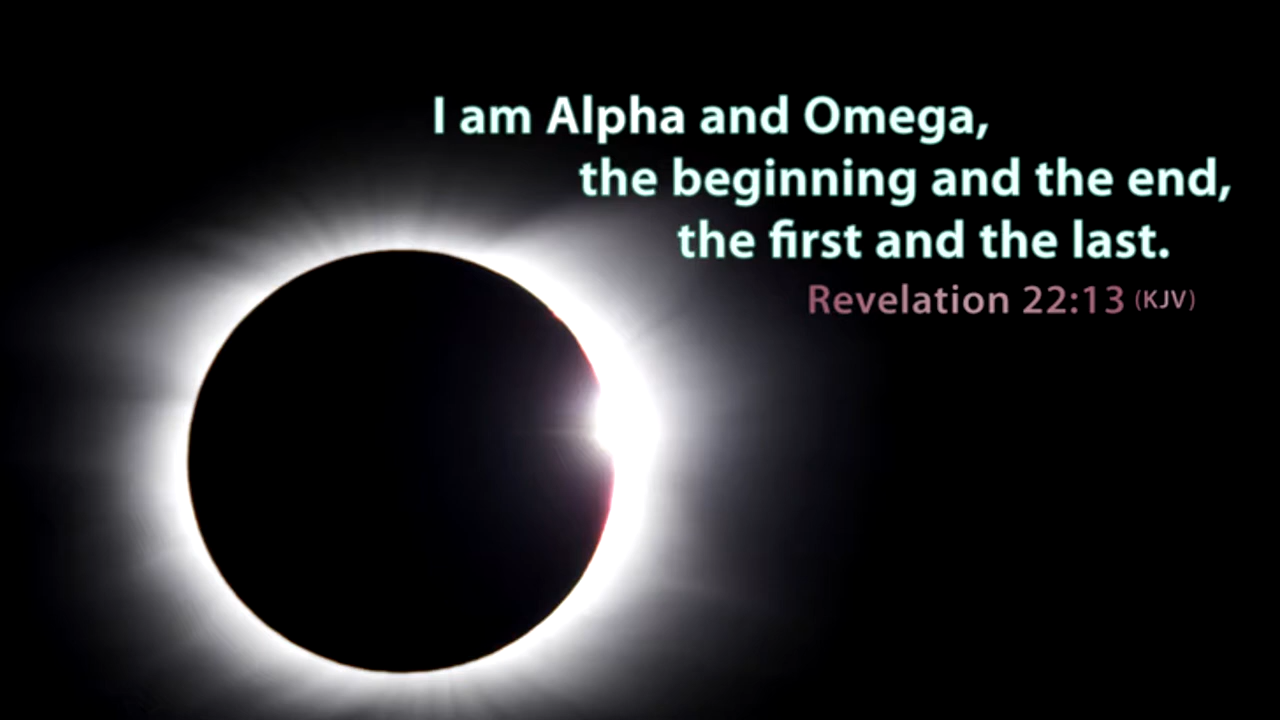 I am Alpha and Omega,
the beginning and the end,
the first and the last.
Revelation 22:13 (KJV)